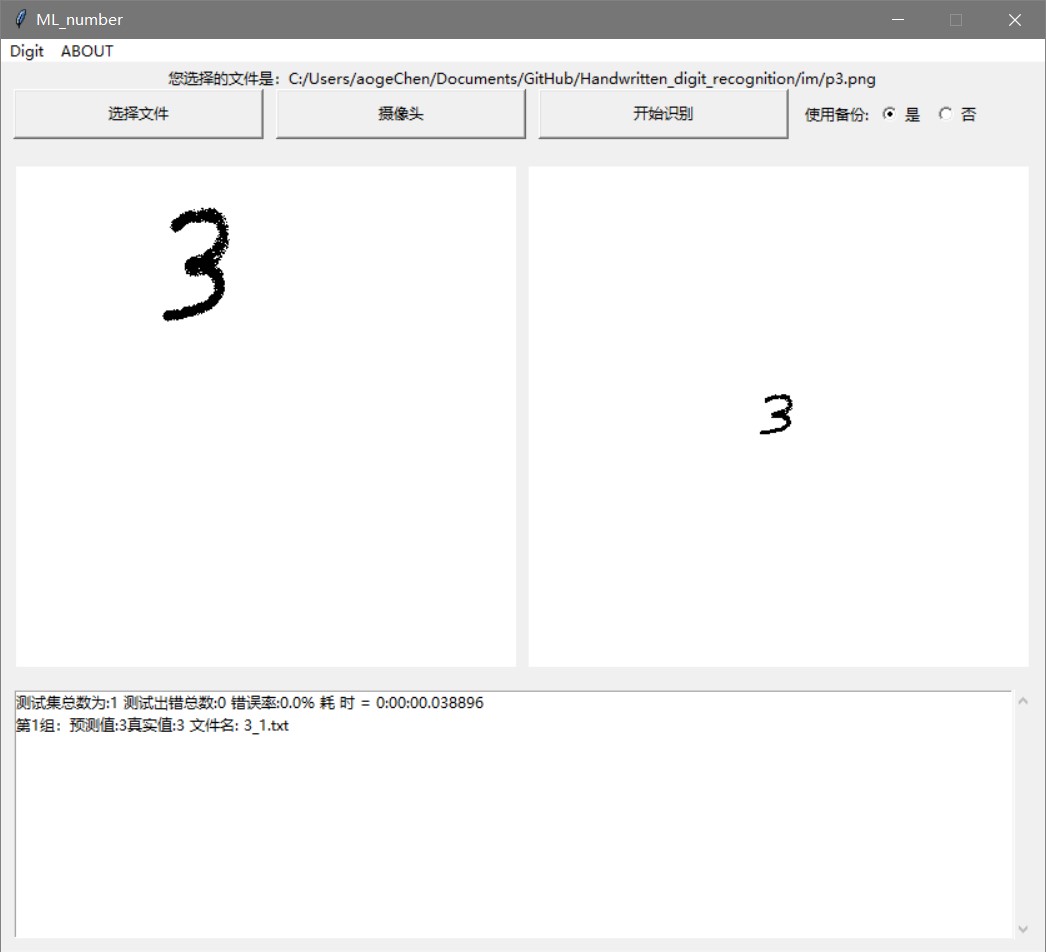 ML_number
Digit ABOUT
您选择的文件是: C:/Users/aogeChen/Documents/GitHub/Handwritten_digit_recognition/im/p3.png
选择文件 摄像头 开始识别 使用备份: 是 否
3 3
测试集总数为:1 测试出错总数:0 错误率:0.0% 耗 时 = 0:00:00.038896
第1组：预测值:3真实值:3 文件名: 3_1.txt